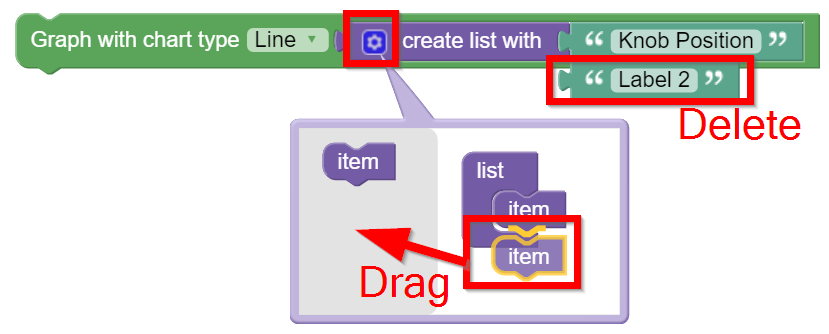 Graph with chart type Line ▾ create list with “ Knob Position ”
“ Label 2 ”
Delete
item
list
item
item
Drag